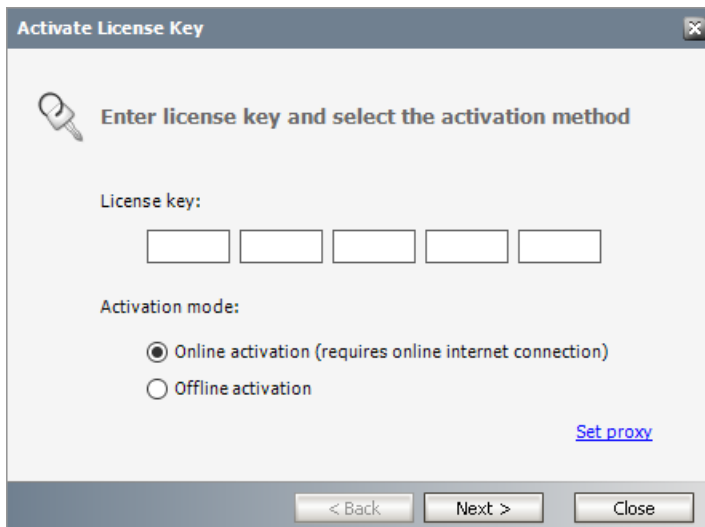 Activate License Key
Enter license key and select the activation method
License key:
Activation mode:
Online activation (requires online internet connection)
Offline activation
Set proxy
< Back Next > Close